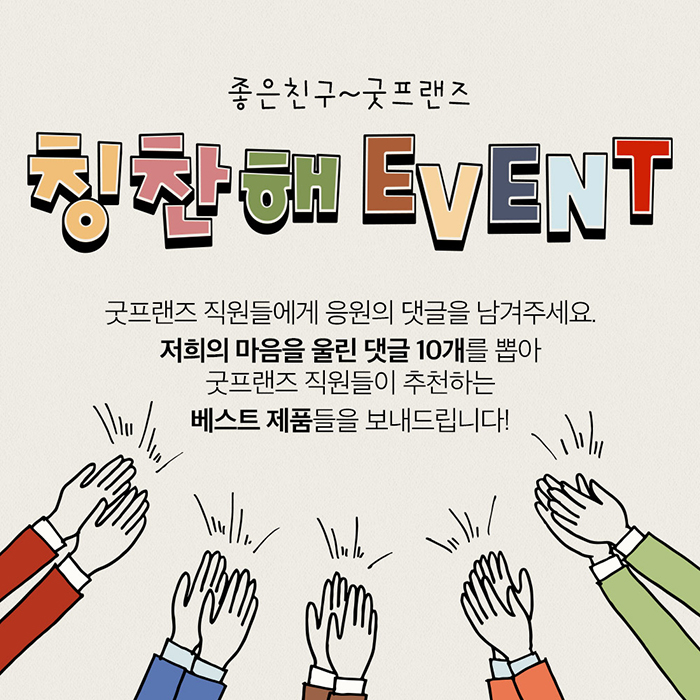 좋은친구~굿프랜즈
칭찬해 EVENT
굿프랜즈 직원들에게 응원의 댓글을 남겨주세요.
저희의 마음을 울린 댓글 10개를 뽑아
굿프랜즈 직원들이 추천하는
베스트 제품들을 보내드립니다!